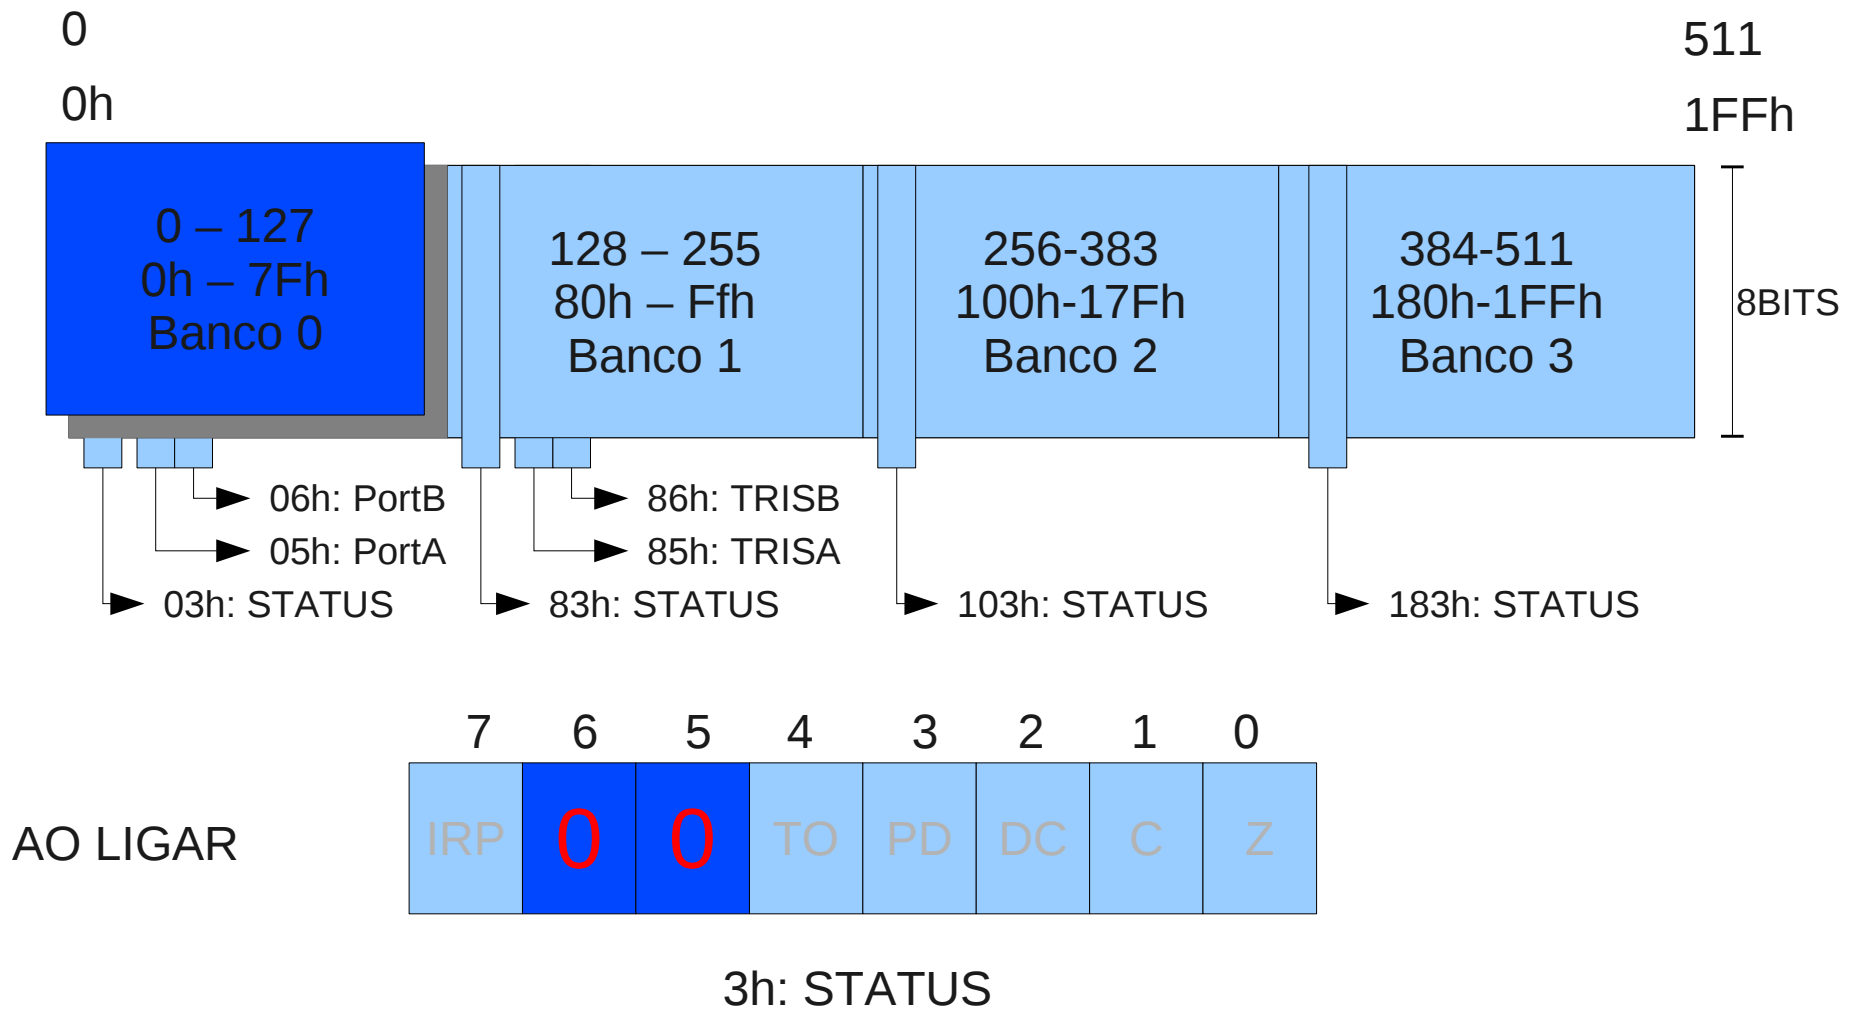 0
511
0h
1FFh
0 – 127
0h – 7Fh
Banco 0
128 – 255
80h – Ffh
Banco 1
256-383
100h-17Fh
Banco 2
384-511
180h-1FFh
Banco 3
8BITS
06h: PortB
86h: TRISB
05h: PortA
85h: TRISA
03h: STATUS
83h: STATUS
103h: STATUS
183h: STATUS
7 6 5 4 3 2 1 0
AO LIGAR
IRP 0 0 TO PD DC C Z
3h: STATUS